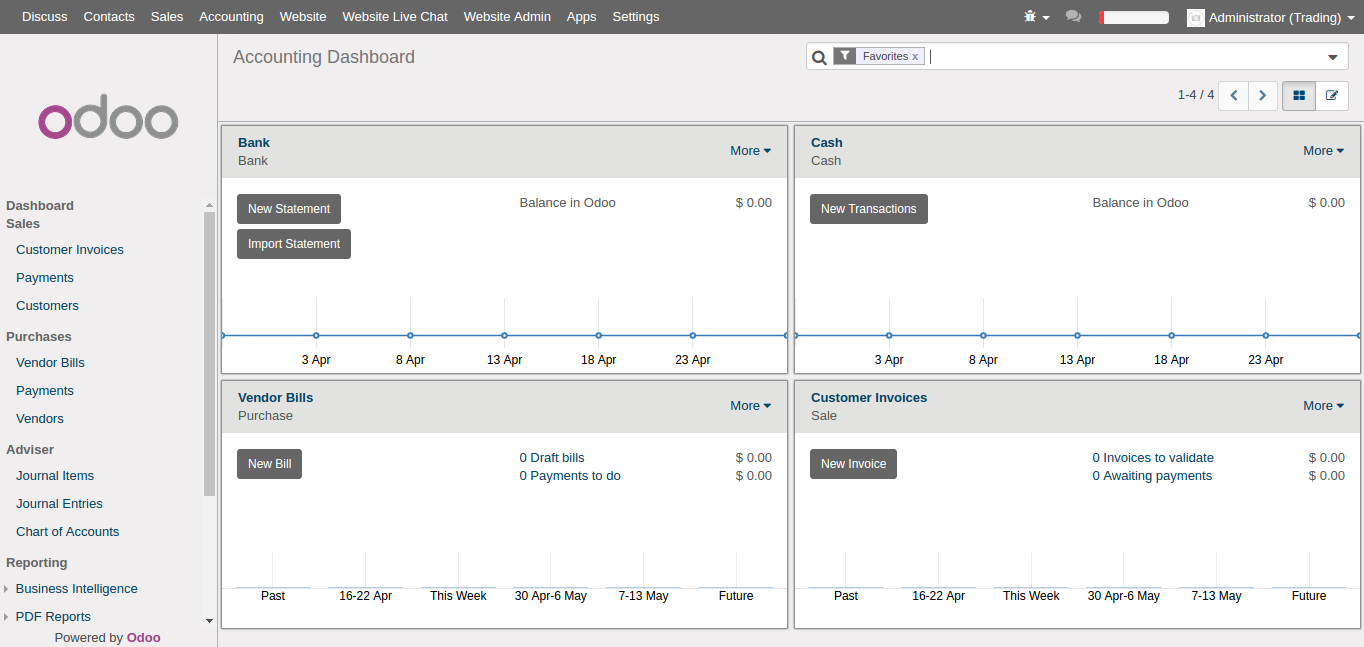 Discuss Contacts Sales Accounting Website Website Live Chat Website Admin Apps Settings Administrator (Trading)
Accounting Dashboard
Favorites x
1-4 / 4
odoo
Dashboard
Sales
Customer Invoices
Payments
Customers
Purchases
Vendor Bills
Payments
Vendors
Adviser
Journal Items
Journal Entries
Chart of Accounts
Reporting
Business Intelligence
PDF Reports
Powered by Odoo
Bank
Bank
More
New Statement
Import Statement
Balance in Odoo $ 0.00
3 Apr 8 Apr 13 Apr 18 Apr 23 Apr
Cash
Cash
More
New Transactions
Balance in Odoo $ 0.00
3 Apr 8 Apr 13 Apr 18 Apr 23 Apr
Vendor Bills
Purchase
More
New Bill
0 Draft bills $ 0.00
0 Payments to do $ 0.00
Past 16-22 Apr This Week 30 Apr-6 May 7-13 May Future
Customer Invoices
Sale
More
New Invoice
0 Invoices to validate $ 0.00
0 Awaiting payments $ 0.00
Past 16-22 Apr This Week 30 Apr-6 May 7-13 May Future